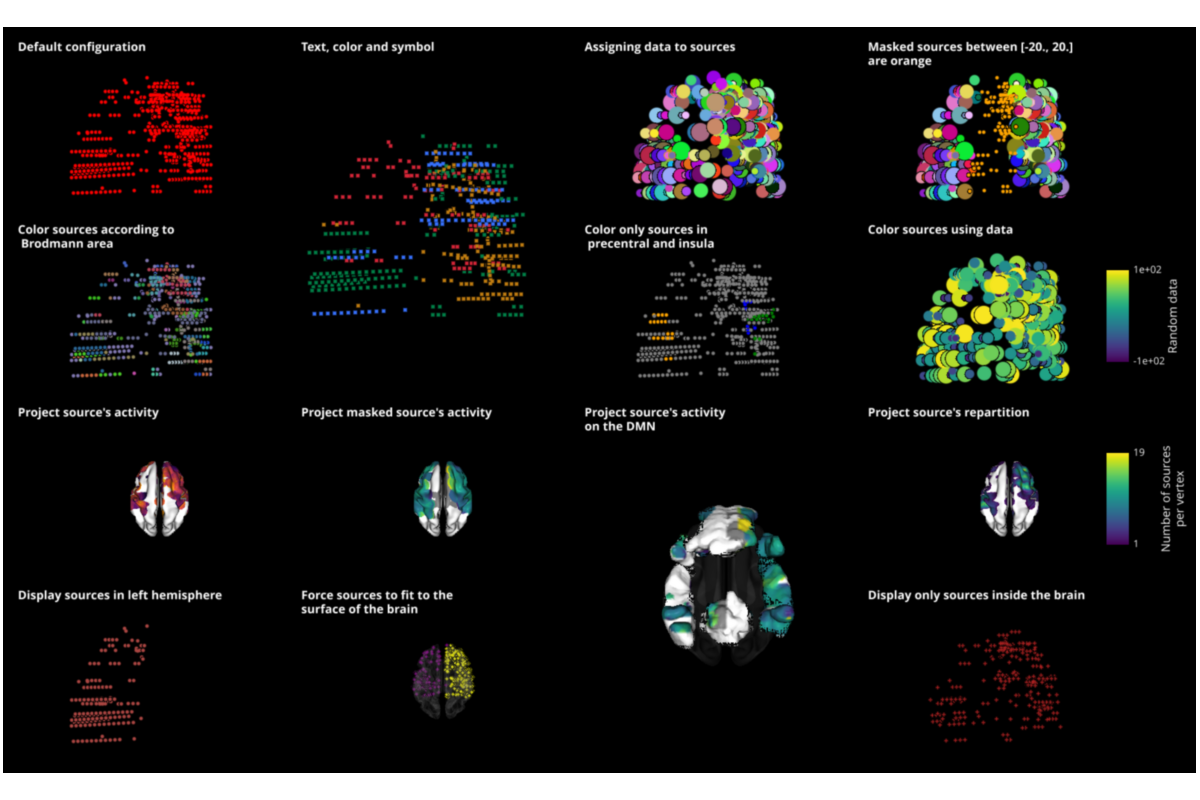 Default configuration
Text, color and symbol
Assigning data to sources
Masked sources between [-20., 20.]
are orange
Color sources according to
Brodmann area
Color only sources in
precentral and insula
Color sources using data
1e+02
-1e+02
Random data
Project source's activity
Project masked source's activity
Project source's activity
on the DMN
Project source's repartition
19
1
Number of sources
per vertex
Display sources in left hemisphere
Force sources to fit to the
surface of the brain
Display only sources inside the brain